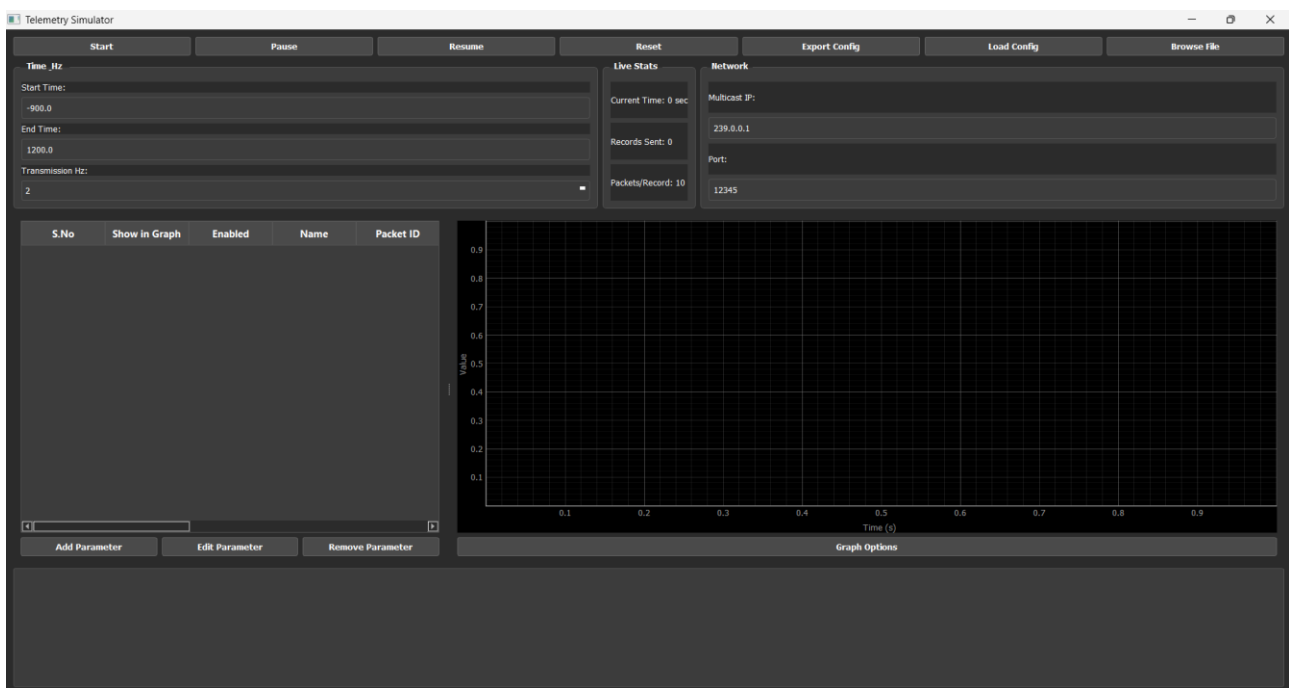 Telemetry Simulator
Start Pause Resume Reset Export Config Load Config Browse File
Time_Hz
Start Time:
-900.0
End Time:
1200.0
Transmission Hz:
2
Live Stats
Current Time: 0 sec
Records Sent: 0
Packets/Record: 10
Network
Multicast IP:
239.0.0.1
Port:
12345
S.No Show in Graph Enabled Name Packet ID
Add Parameter Edit Parameter Remove Parameter
0.9
0.8
0.7
0.6
0.5
0.4
0.3
0.2
0.1
Value
0.1 0.2 0.3 0.4 0.5 0.6 0.7 0.8 0.9
Time (s)
Graph Options